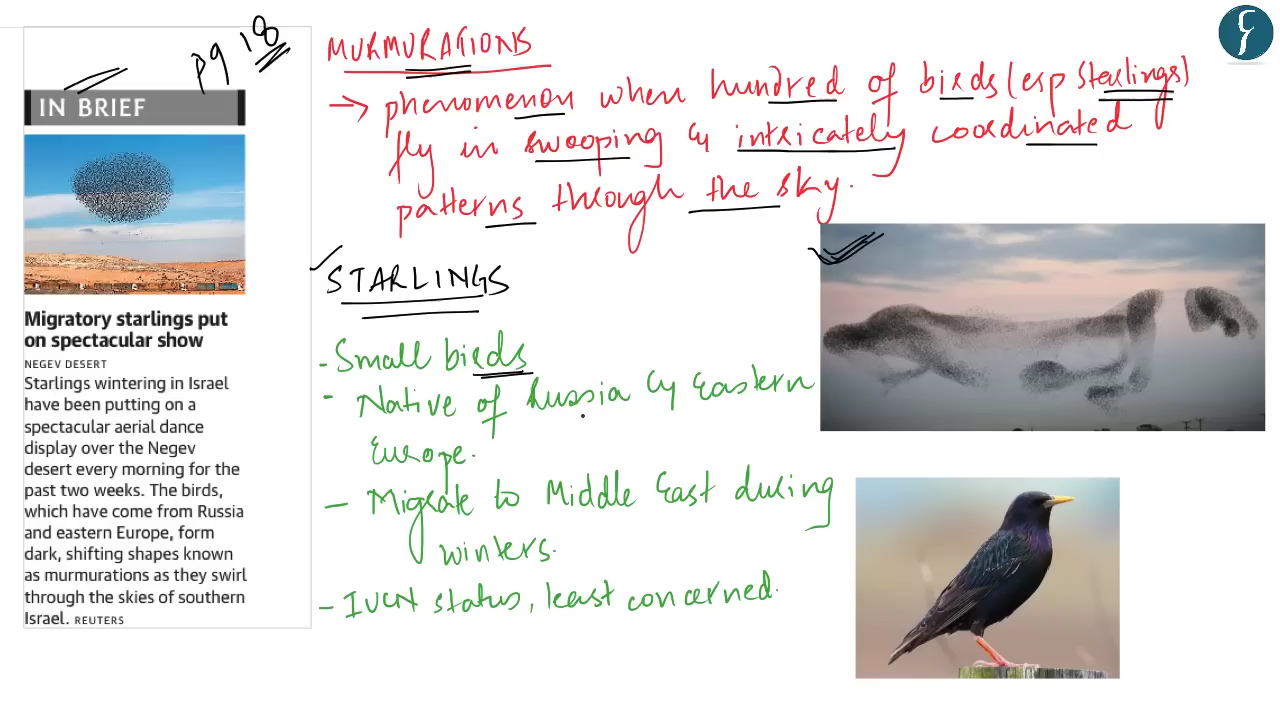 pg 18
IN BRIEF
Migratory starlings put
on spectacular show
NEGEV DESERT
Starlings wintering in Israel
have been putting on a
spectacular aerial dance
display over the Negev
desert every morning for the
past two weeks. The birds,
which have come from Russia
and eastern Europe, form
dark, shifting shapes known
as murmurations as they swirl
through the skies of southern
Israel. REUTERS
MURMURATIONS
→ phenomenon when hundred of birds (esp Starlings)
fly in swooping & intricately coordinated
patterns through the sky.
STARLINGS
- Small birds
- Native of Russia & Eastern
Europe.
- Migrate to Middle East during
winters.
- IUCN status, least concerned.